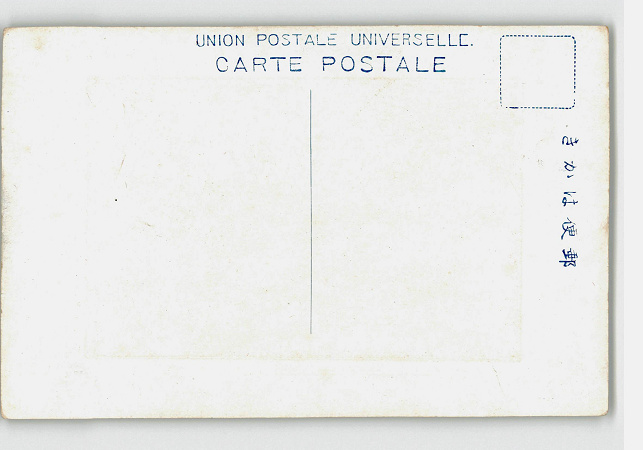 UNION POSTALE UNIVERSELLE.
CARTE POSTALE
きかは便郵